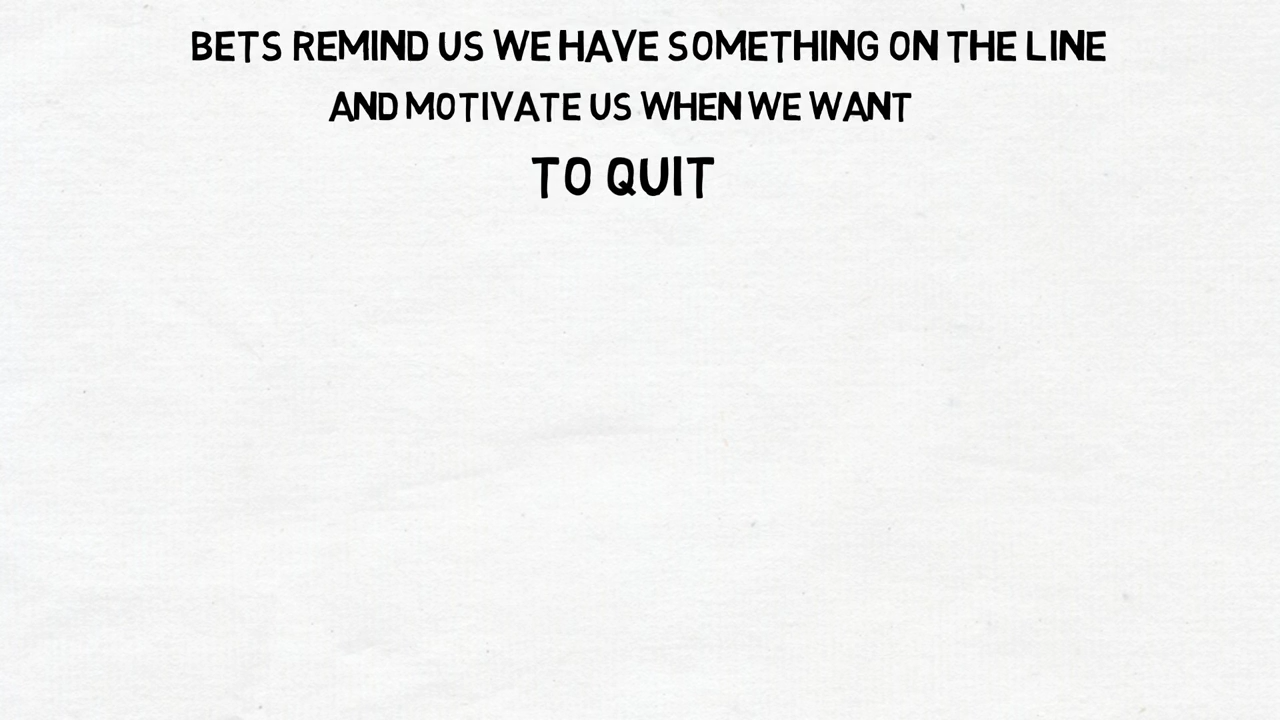 BETS REMIND US WE HAVE SOMETHING ON THE LINE
AND MOTIVATE US WHEN WE WANT
TO QUIT